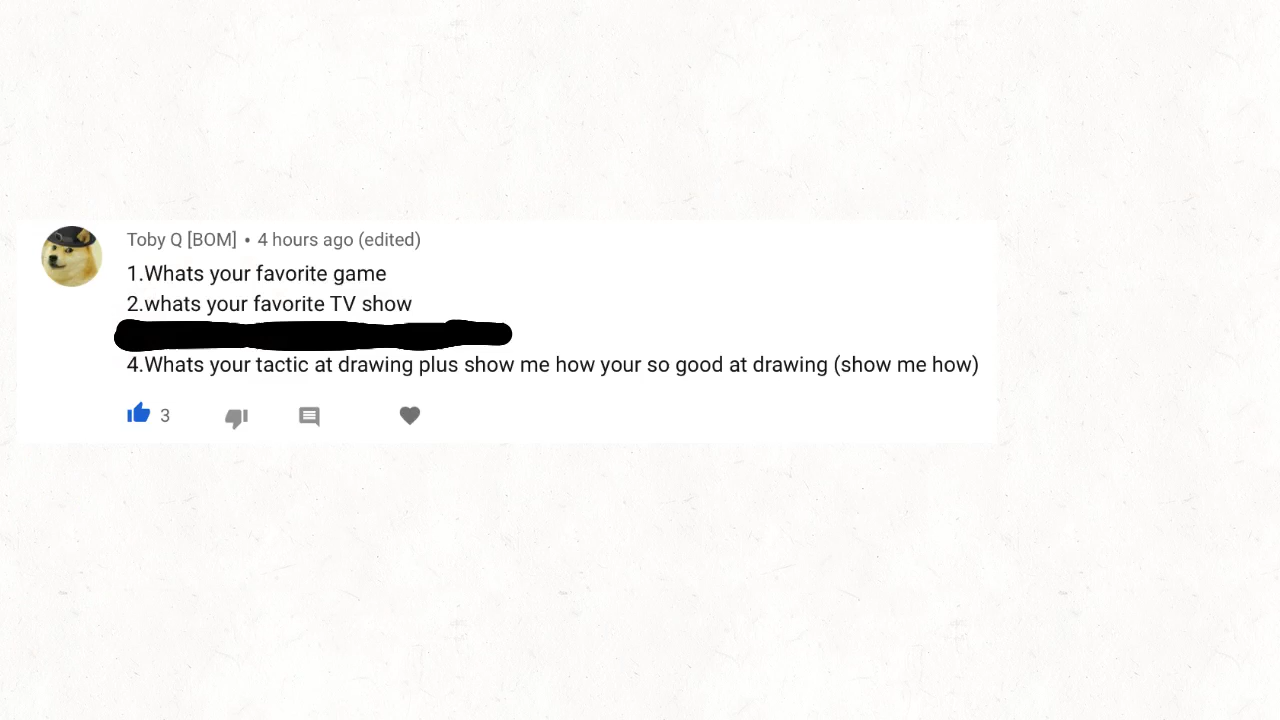 Toby Q [BOM] • 4 hours ago (edited)
1.Whats your favorite game
2.whats your favorite TV show
4.Whats your tactic at drawing plus show me how your so good at drawing (show me how)
3